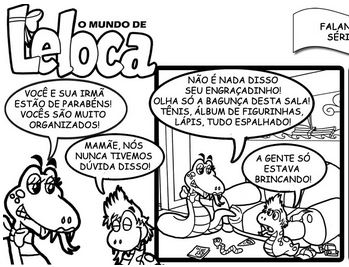 O MUNDO DE
Leloca
FALAN
SÉRI
VOCÊ E SUA IRMÃ
ESTÃO DE PARABÉNS!
VOCÊS SÃO MUITO
ORGANIZADOS!
MAMÃE, NÓS
NUNCA TIVEMOS
DÚVIDA DISSO!
NÃO É NADA DISSO
SEU ENGRAÇADINHO!
OLHA SÓ A BAGUNÇA DESTA SALA!
TÊNIS, ÁLBUM DE FIGURINHAS,
LÁPIS, TUDO ESPALHADO!
A GENTE SÓ
ESTAVA
BRINCANDO!